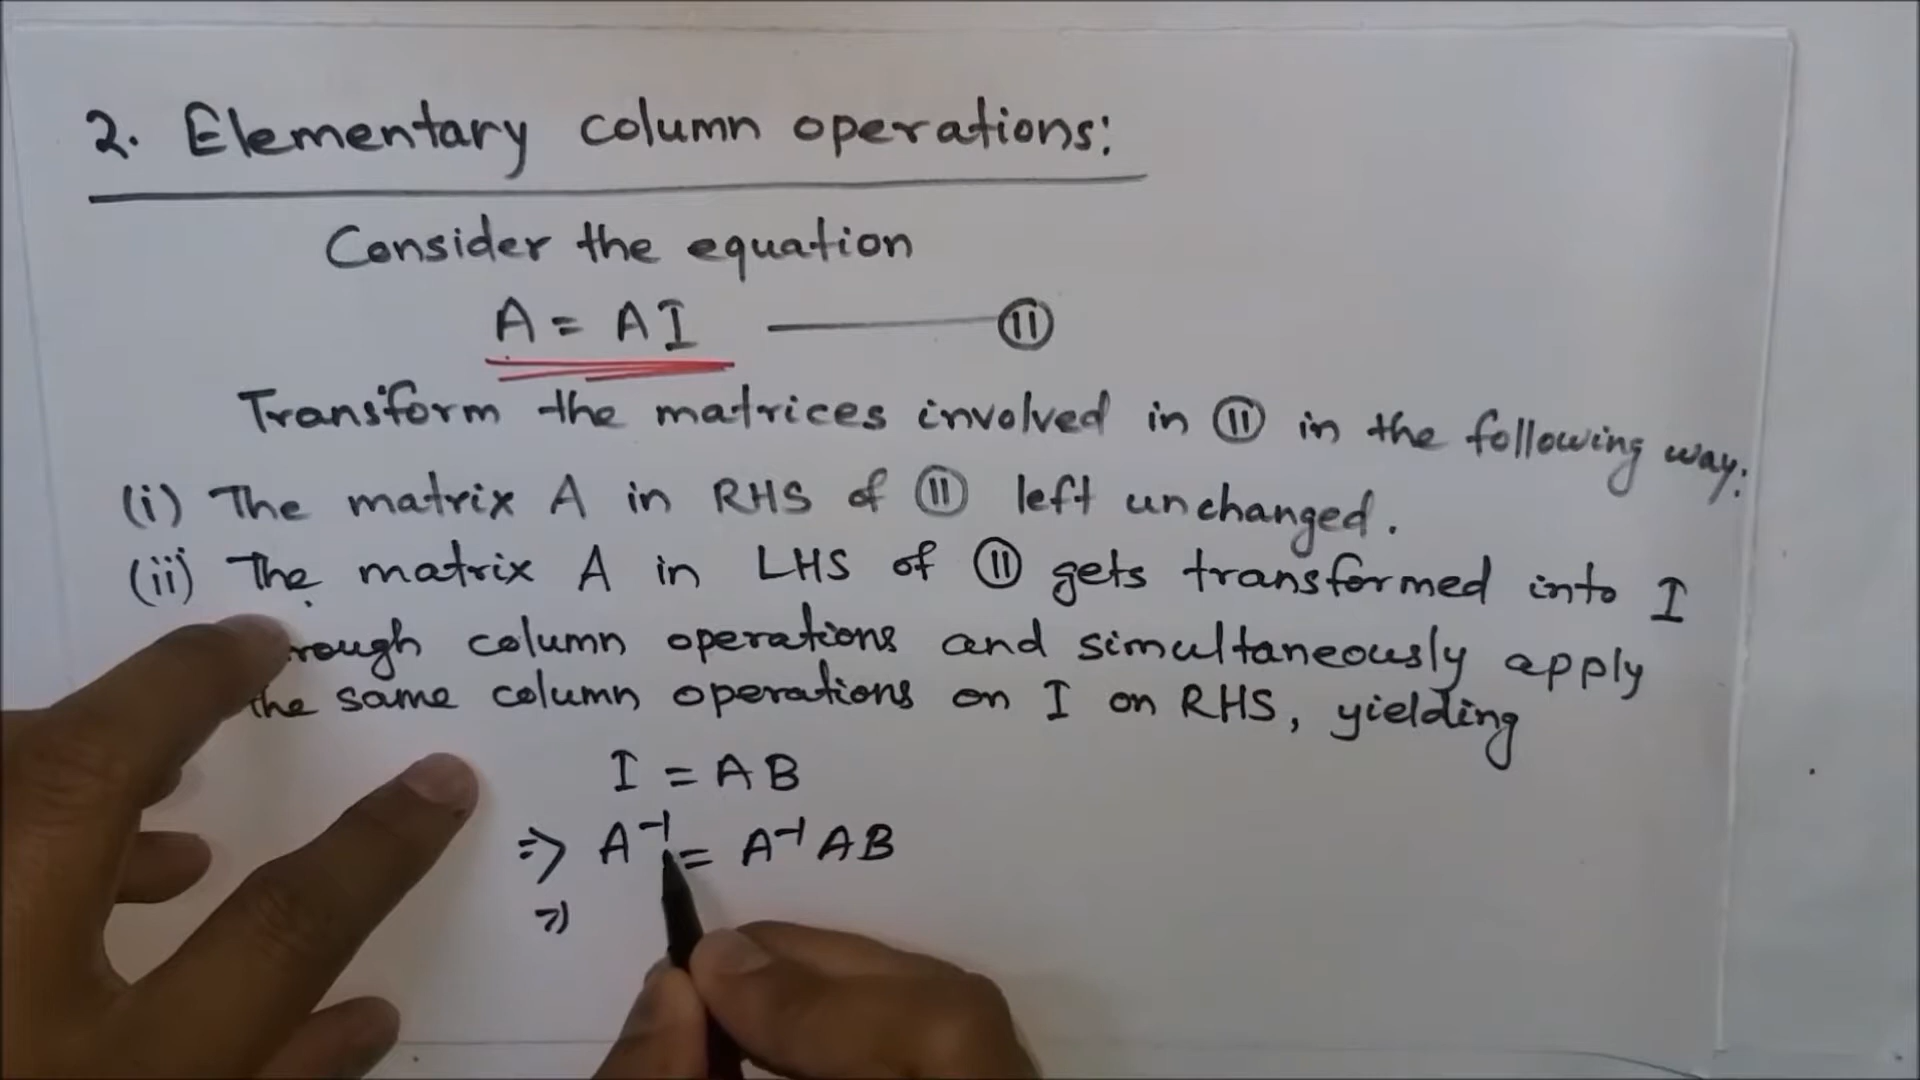 2. Elementary column operations:
Consider the equation
A = AI ——— ⑪
Transform the matrices involved in ⑪ in the following way:
(i) The matrix A in RHS of ⑪ left unchanged.
(ii) The matrix A in LHS of ⑪ gets transformed into I
rough column operations and simultaneously apply
the same column operations on I on RHS, yielding
I = AB
⇒ A⁻¹ = A⁻¹AB
⇒